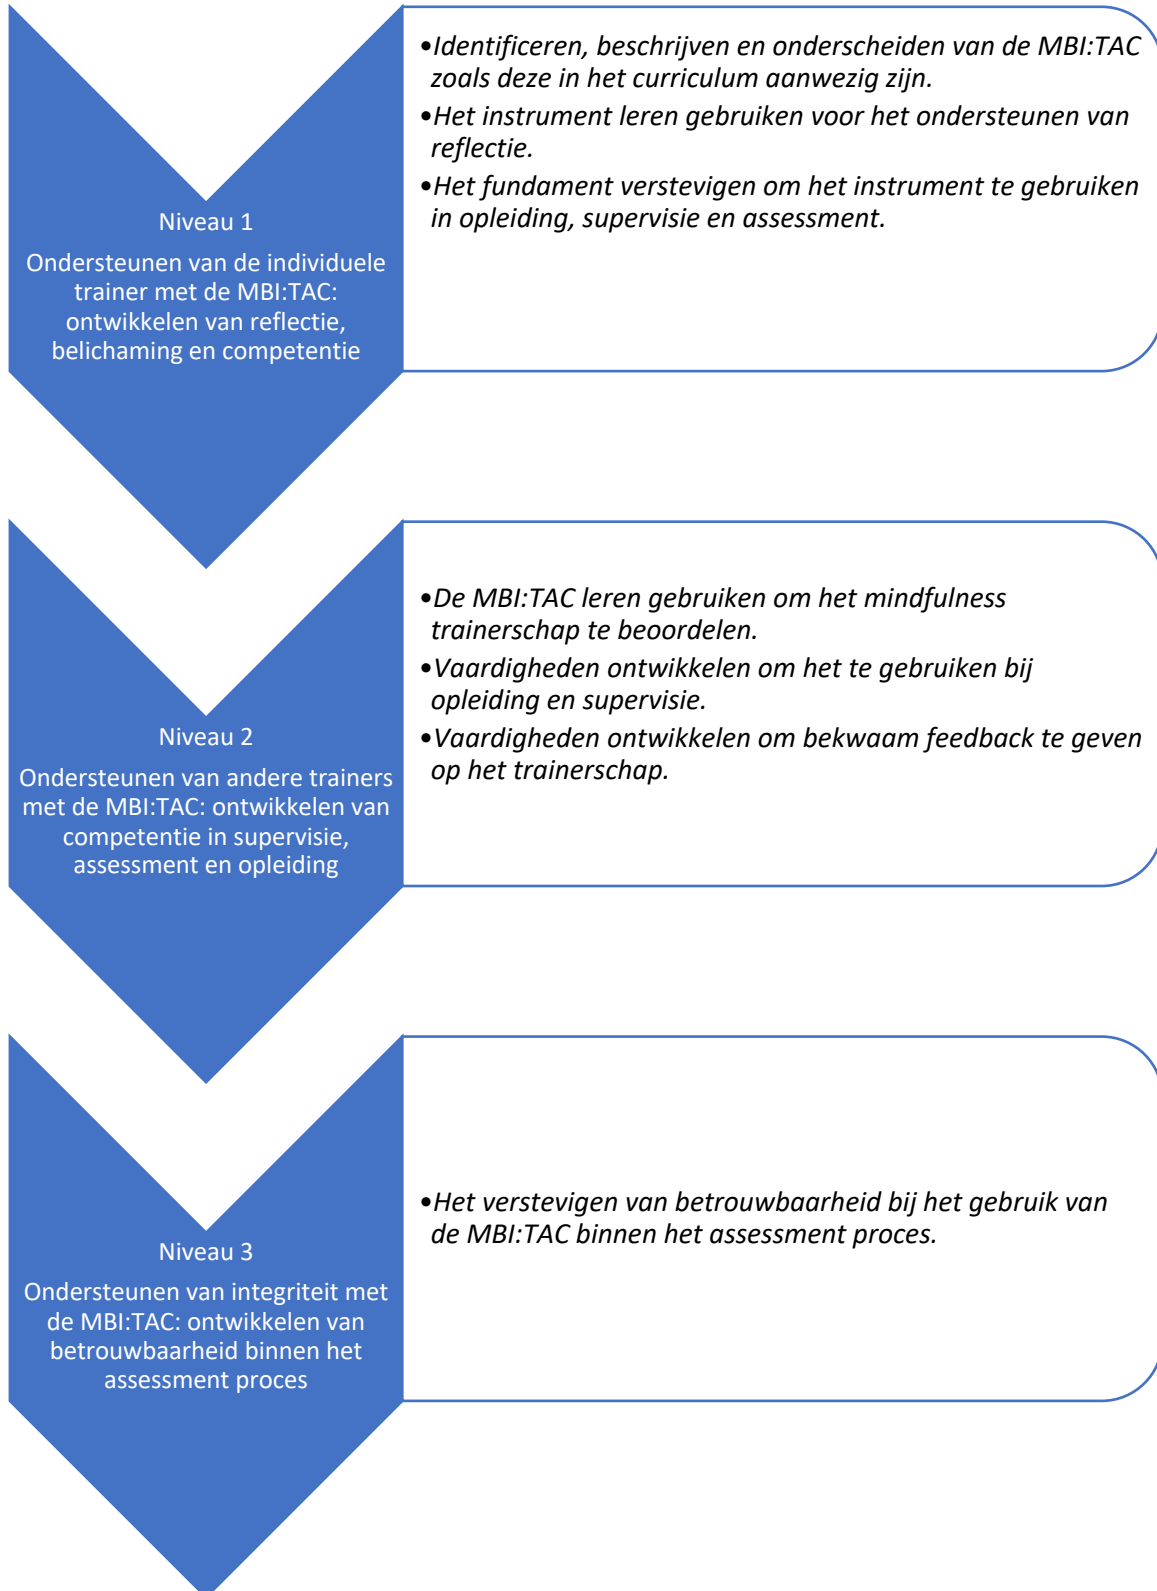 Niveau 1
Ondersteunen van de individuele
trainer met de MBI:TAC:
ontwikkelen van reflectie,
belichaming en competentie
•Identificeren, beschrijven en onderscheiden van de MBI:TAC
zoals deze in het curriculum aanwezig zijn.
•Het instrument leren gebruiken voor het ondersteunen van
reflectie.
•Het fundament verstevigen om het instrument te gebruiken
in opleiding, supervisie en assessment.
Niveau 2
Ondersteunen van andere trainers
met de MBI:TAC: ontwikkelen van
competentie in supervisie,
assessment en opleiding
•De MBI:TAC leren gebruiken om het mindfulness
trainerschap te beoordelen.
•Vaardigheden ontwikkelen om het te gebruiken bij
opleiding en supervisie.
•Vaardigheden ontwikkelen om bekwaam feedback te geven
op het trainerschap.
Niveau 3
Ondersteunen van integriteit met
de MBI:TAC: ontwikkelen van
betrouwbaarheid binnen het
assessment proces
•Het verstevigen van betrouwbaarheid bij het gebruik van
de MBI:TAC binnen het assessment proces.